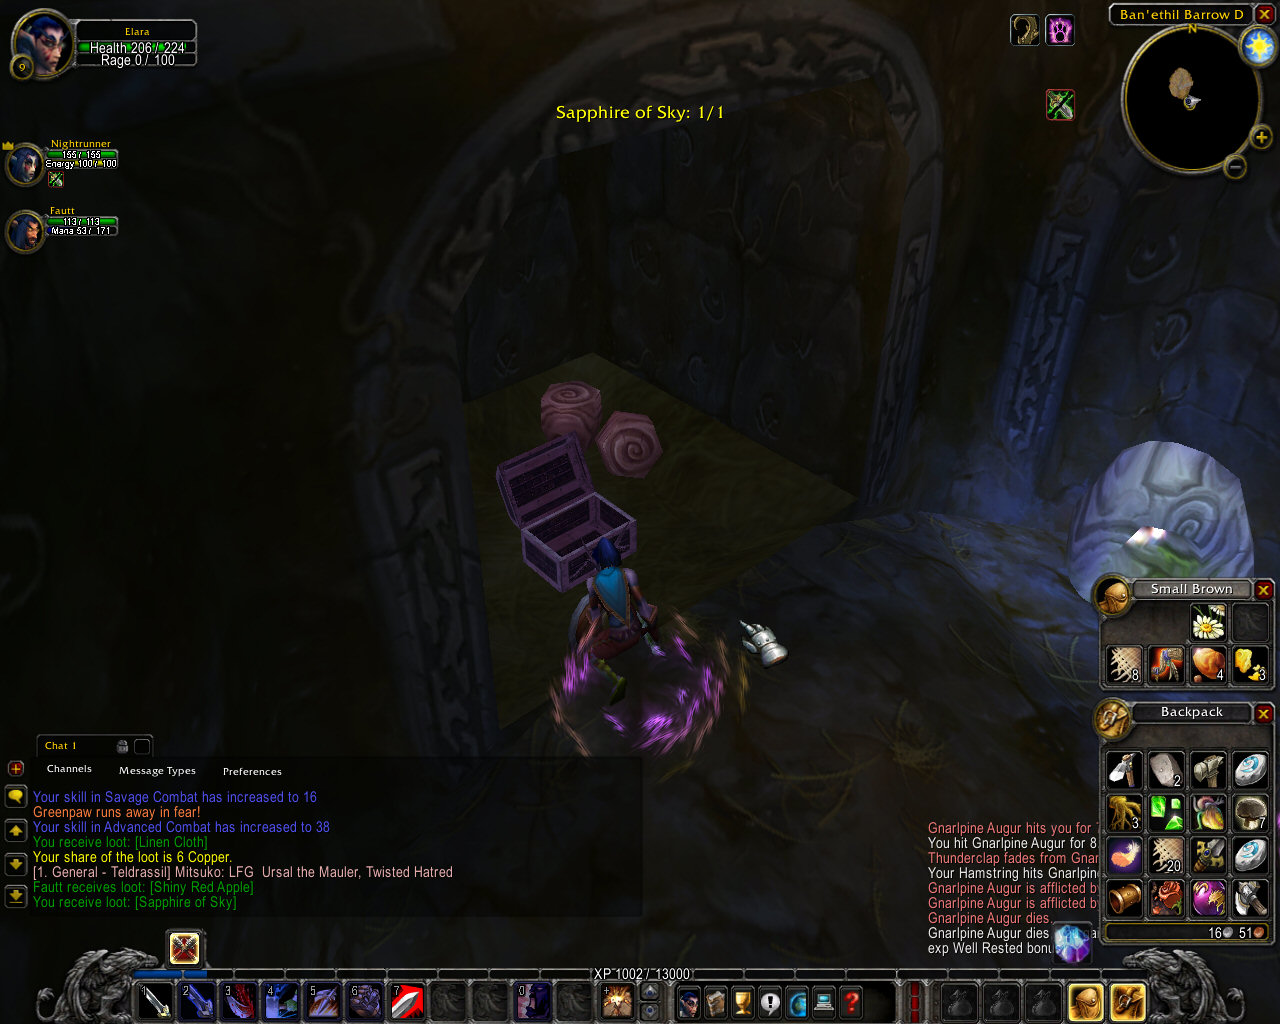 Elara
Health 206 / 224
Rage 0 / 100
9
Nightrunner
155 / 155
Energy 100 / 100
Fautt
113 / 113
Mana 53 / 171
Sapphire of Sky: 1/1
Ban'ethil Barrow D
N
Small Brown
8
4
3
Backpack
2
3
7
20
16 51
Chat 1
Channels Message Types Preferences
Your skill in Savage Combat has increased to 16
Greenpaw runs away in fear!
Your skill in Advanced Combat has increased to 38
You receive loot: [Linen Cloth]
Your share of the loot is 6 Copper.
[1. General - Teldrassil] Mitsuko: LFG Ursal the Mauler, Twisted Hatred
Fautt receives loot: [Shiny Red Apple]
You receive loot: [Sapphire of Sky]
Gnarlpine Augur hits you for
You hit Gnarlpine Augur for 8
Thunderclap fades from Gnar
Your Hamstring hits Gnarlpine
Gnarlpine Augur is afflicted by
Gnarlpine Augur is afflicted by
Gnarlpine Augur dies.
Gnarlpine Augur dies
exp Well Rested bonu
XP 1002 / 13000
1 2 3 4 5 6 7 0 +